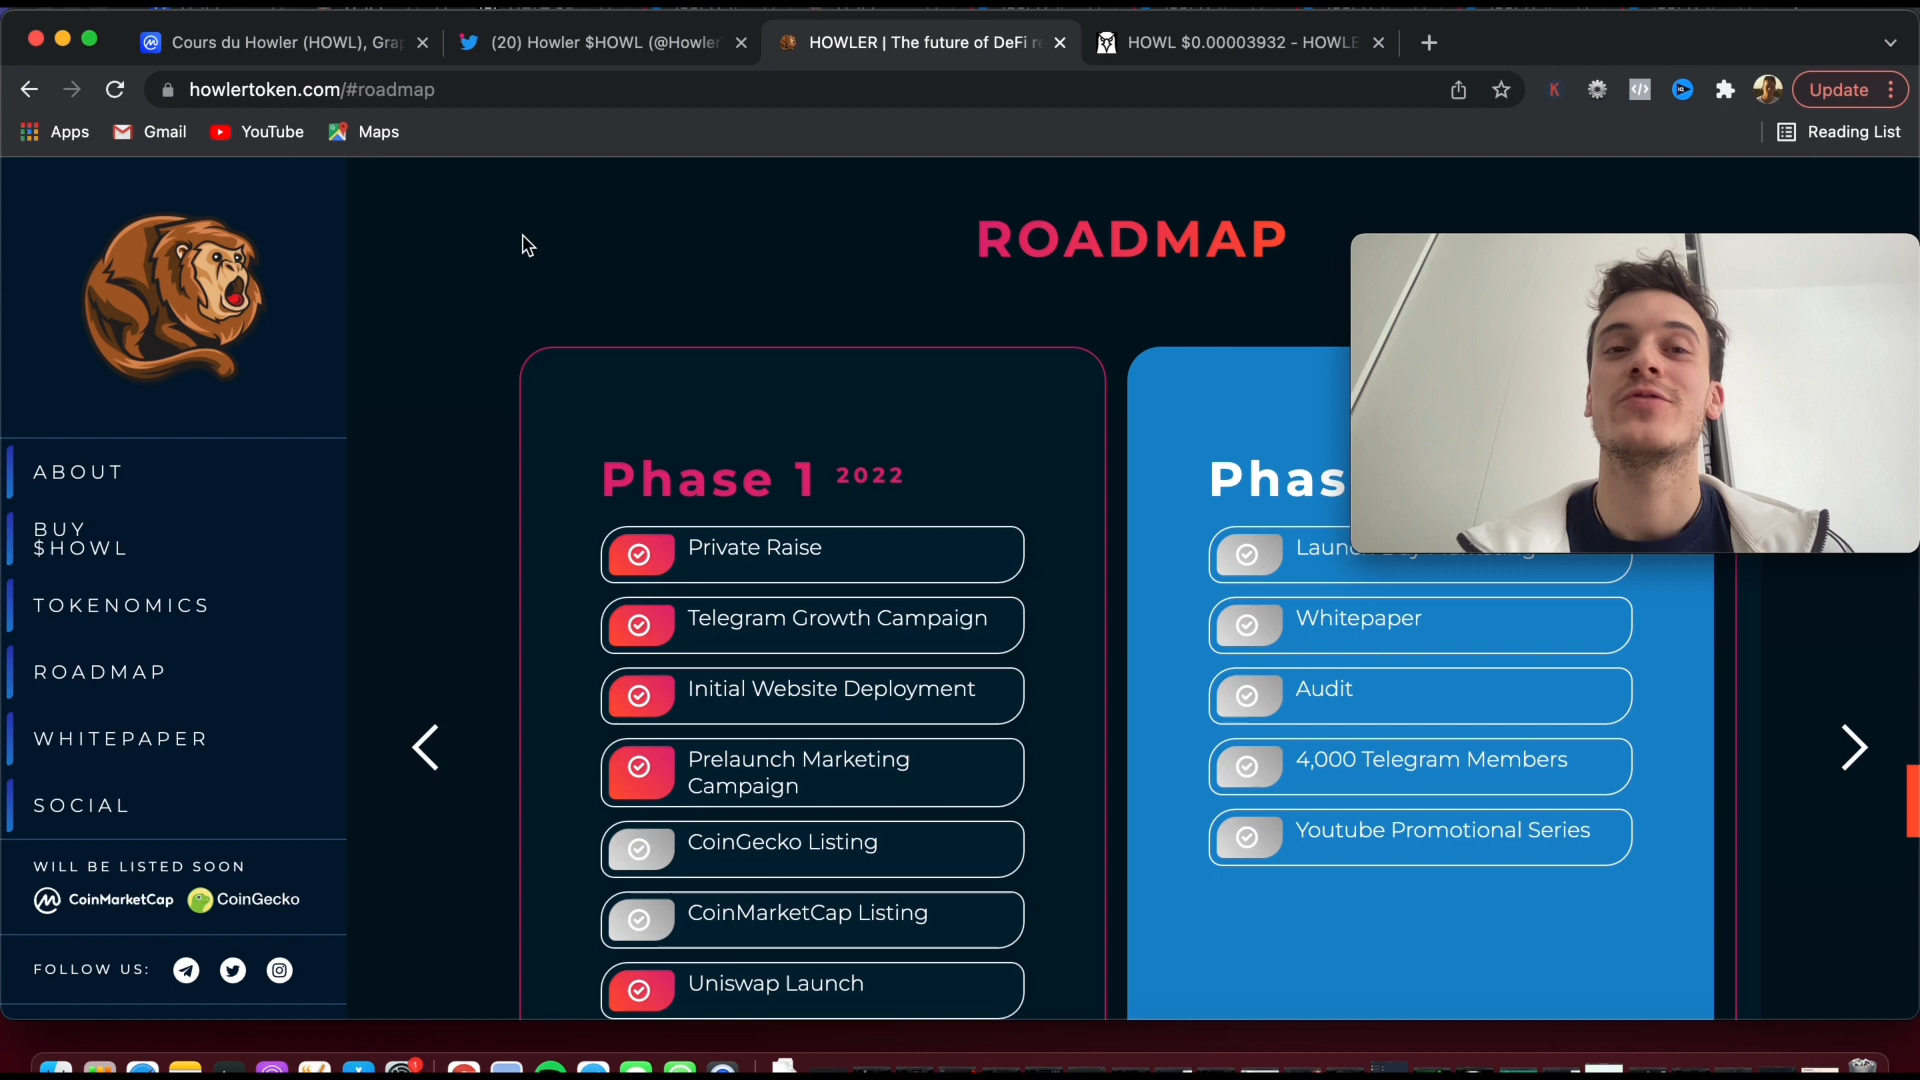 Cours du Howler (HOWL), Gra
(20) Howler $HOWL (@Howler
HOWLER | The future of DeFi
HOWL $0.00003932 - HOWLE
howlertoken.com/#roadmap
K
Update
Apps
Gmail
YouTube
Maps
Reading List
ABOUT
BUY
$HOWL
TOKENOMICS
ROADMAP
WHITEPAPER
SOCIAL
WILL BE LISTED SOON
CoinMarketCap
CoinGecko
FOLLOW US:
ROADMAP
Phase 1 2022
Private Raise
Telegram Growth Campaign
Initial Website Deployment
Prelaunch Marketing
Campaign
CoinGecko Listing
CoinMarketCap Listing
Uniswap Launch
Phas
Whitepaper
Audit
4,000 Telegram Members
Youtube Promotional Series